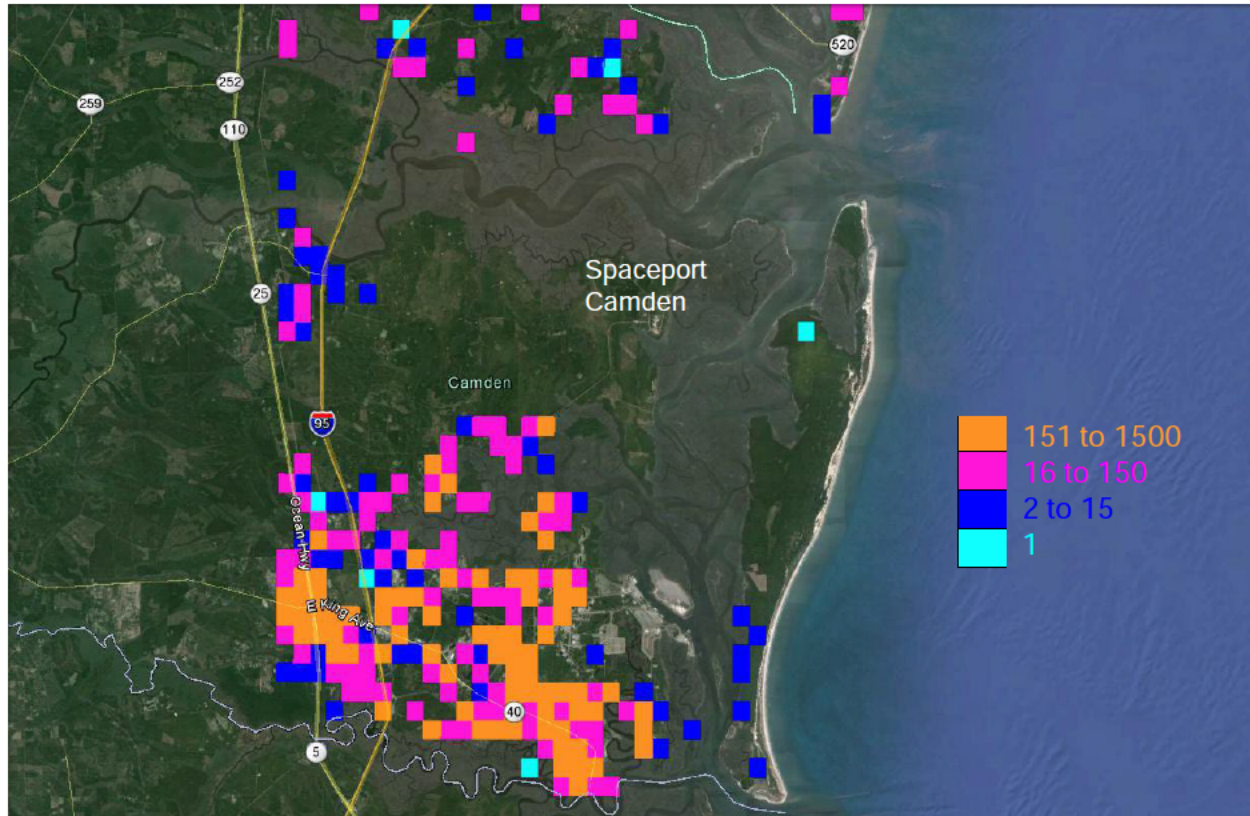 520
252
259
110
Spaceport
Camden
25
Camden
95
151 to 1500
16 to 150
2 to 15
1
Ocean Hwy
E King Ave
40
5